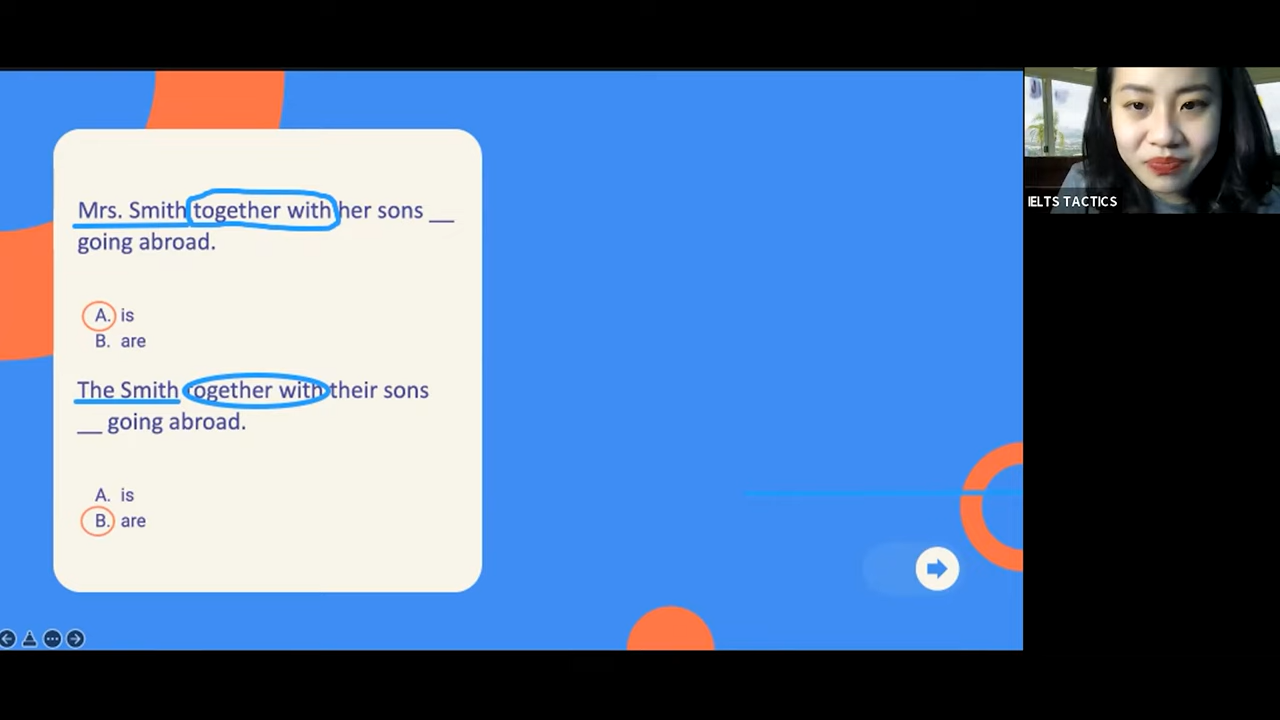 Mrs. Smith together with her sons __
going abroad.
A. is
B. are
The Smith together with their sons
__ going abroad.
A. is
B. are
IELTS TACTICS